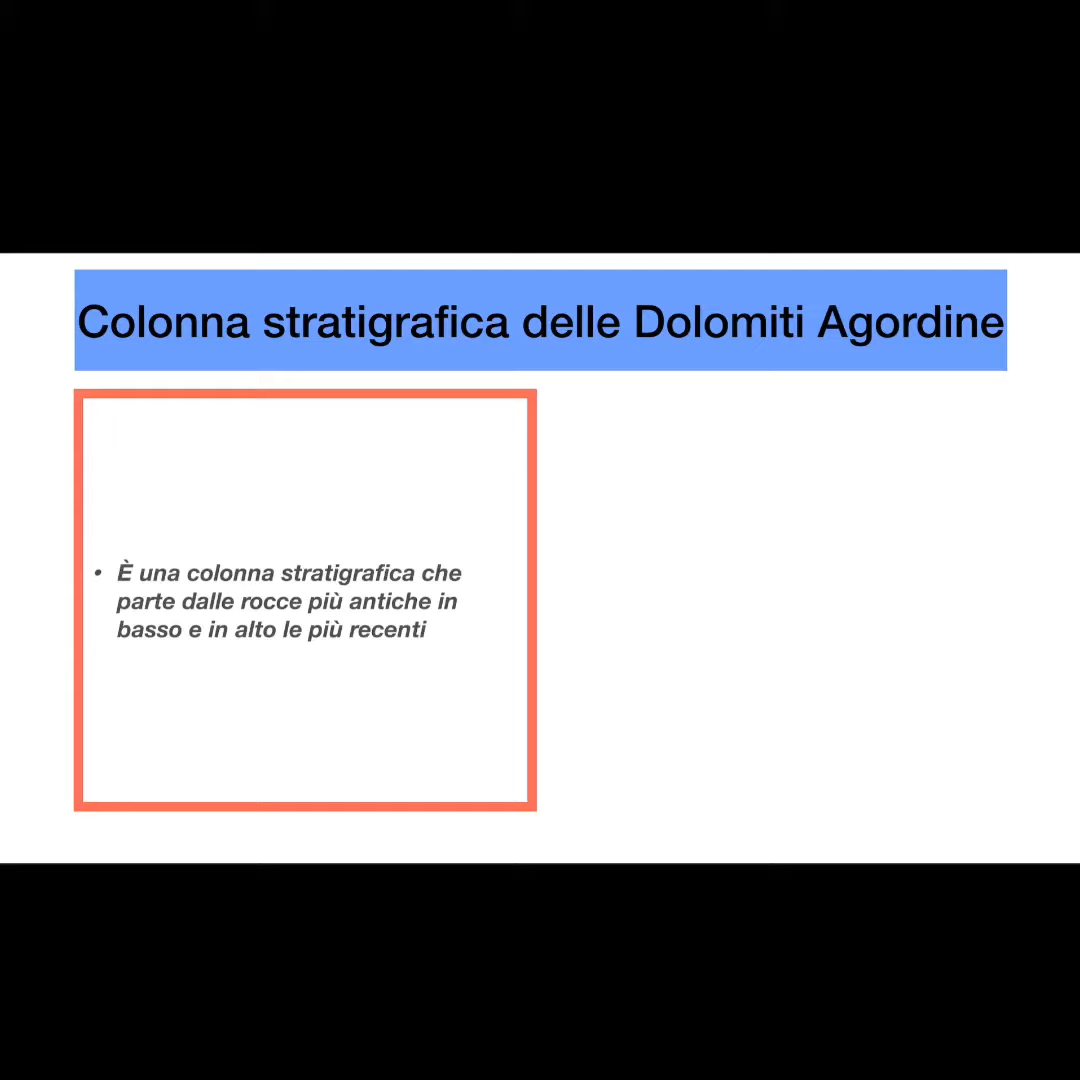 Colonna stratigrafica delle Dolomiti Agordine
• È una colonna stratigrafica che
parte dalle rocce più antiche in
basso e in alto le più recenti